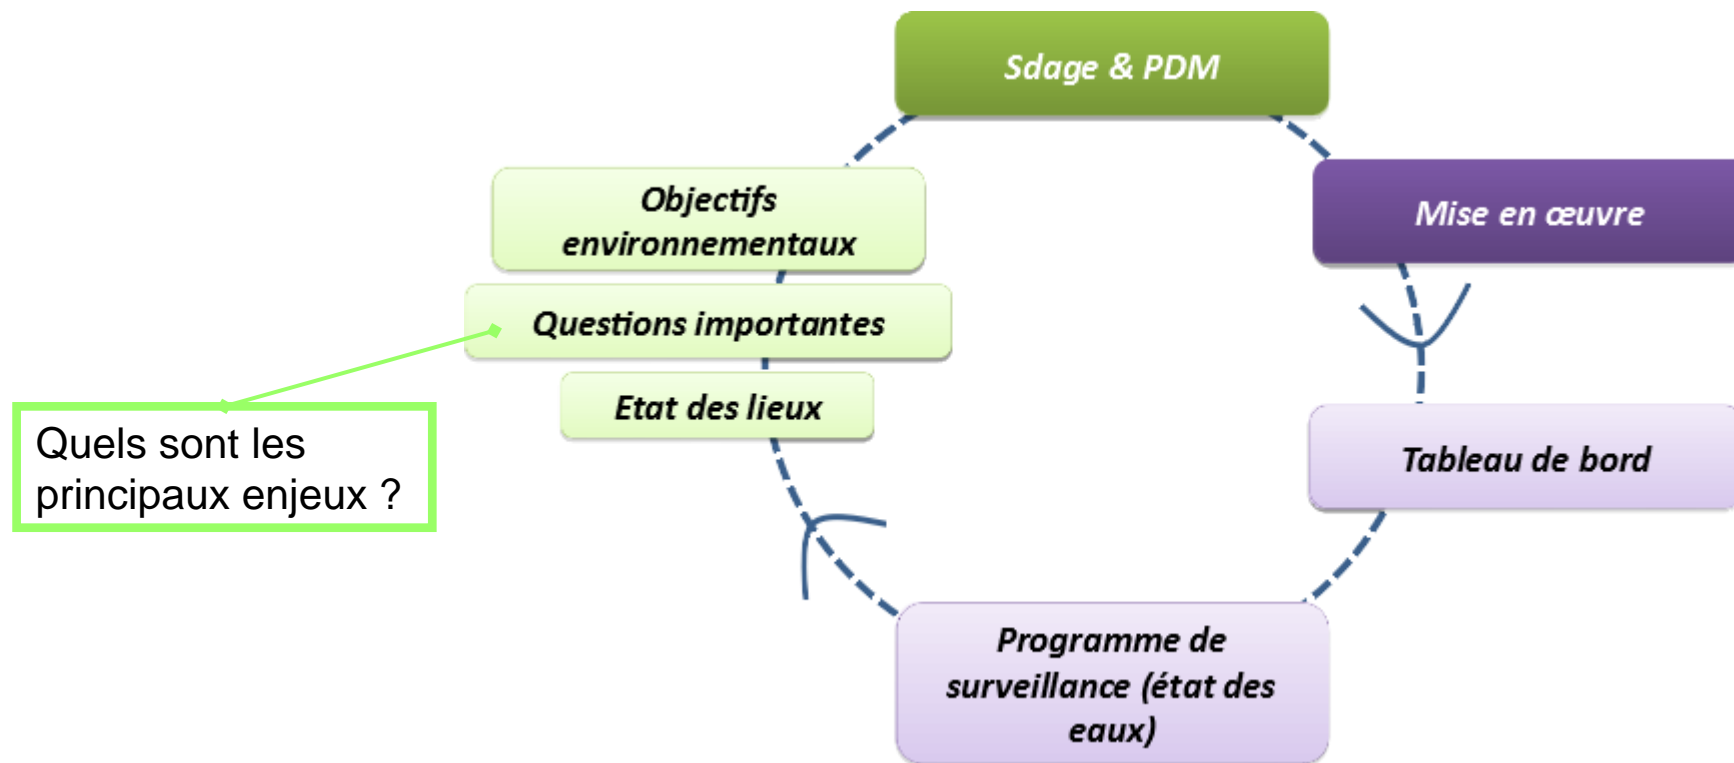 Sdage & PDM
Objectifs
environnementaux
Mise en œuvre
Questions importantes
Etat des lieux
Quels sont les
principaux enjeux ?
Tableau de bord
Programme de
surveillance (état des
eaux)